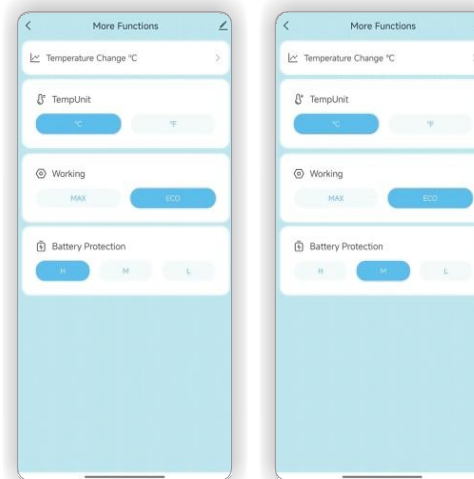 More Functions
Temperature Change °C
TempUnit
°C °F
Working
MAX ECO
Battery Protection
H M L
More Functions
Temperature Change °C
TempUnit
°C °F
Working
MAX ECO
Battery Protection
H M L